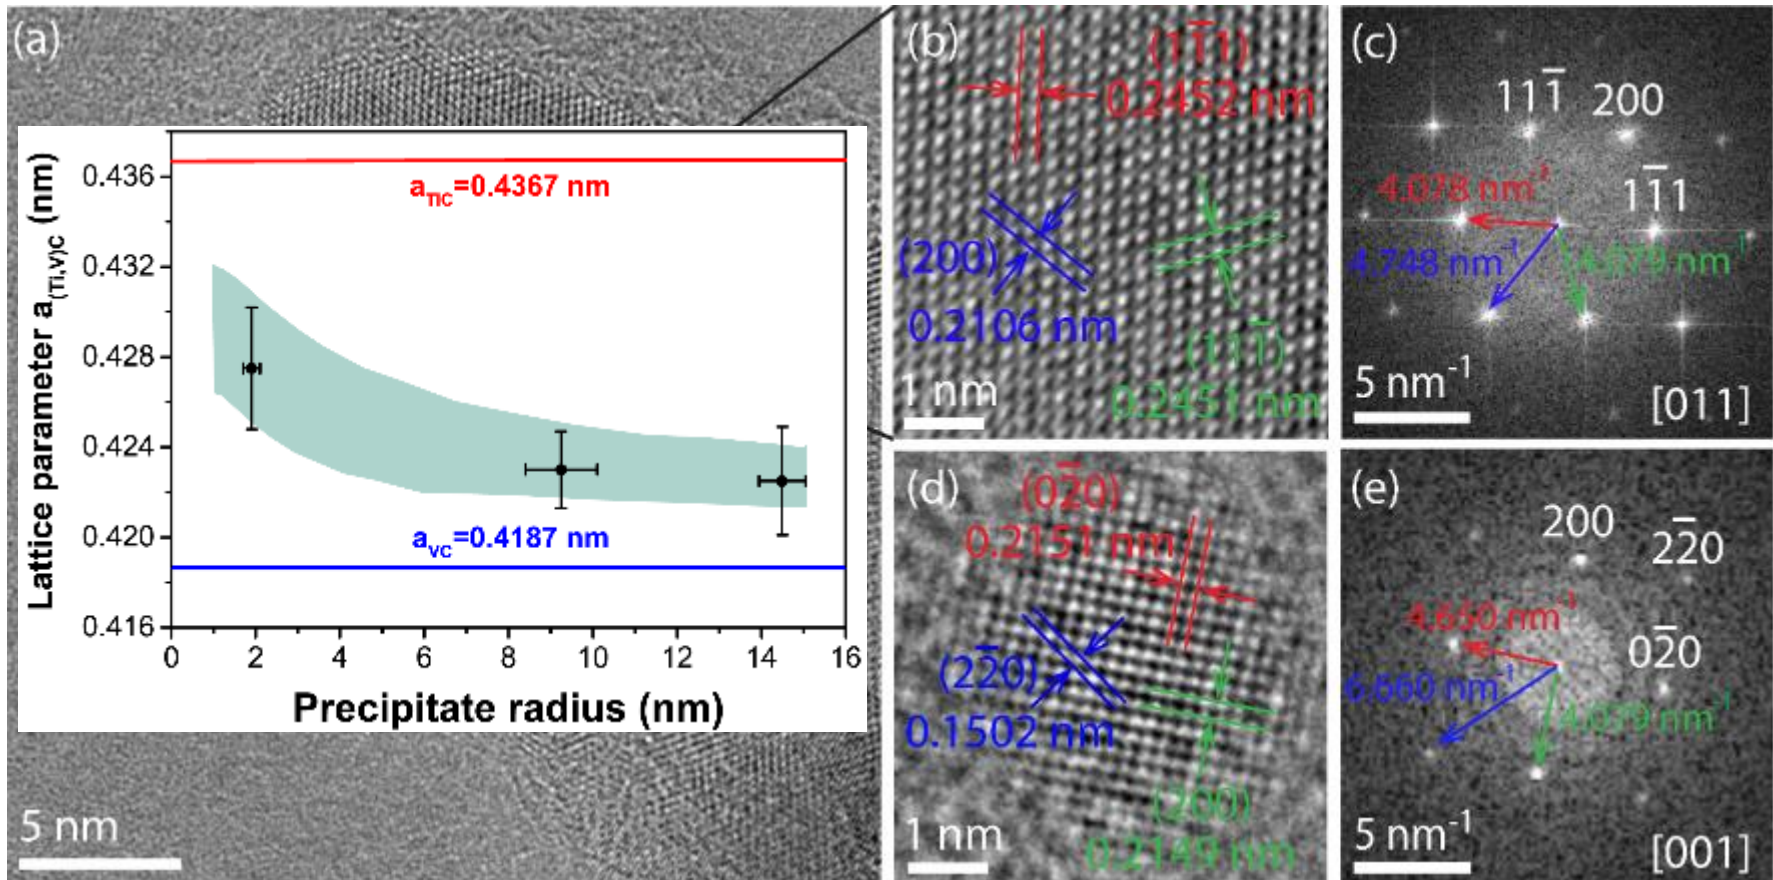 (a)
0.436
0.432
0.428
0.424
0.420
0.416
Lattice parameter a(Ti,V)C (nm)
aTiC=0.4367 nm
aVC=0.4187 nm
0 2 4 6 8 10 12 14 16
Precipitate radius (nm)
5 nm
(b)
(11̅1)
0.2452 nm
(200)
0.2106 nm
(111̅)
0.2451 nm
1 nm
(c)
111̅ 200
4.078 nm⁻¹
11̅1
4.748 nm⁻¹
4.079 nm⁻¹
5 nm⁻¹
[011]
(d)
(02̅0)
0.2151 nm
(22̅0)
0.1502 nm
(200)
0.2149 nm
1 nm
(e)
200
22̅0
4.650 nm⁻¹
02̅0
6.660 nm⁻¹
4.079 nm⁻¹
5 nm⁻¹
[001]